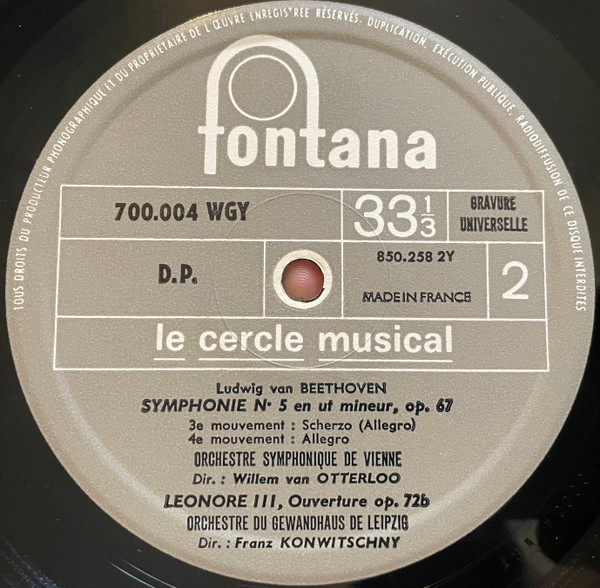 TOUS DROITS DU PRODUCTEUR PHONOGRAPHIQUE ET DU PROPRIÉTAIRE DE L'ŒUVRE ENREGISTRÉE RÉSERVÉS. DUPLICATION, EXÉCUTION PUBLIQUE, RADIODIFFUSION DE CE DISQUE INTERDITES
fontana
700.004 WGY
33 1/3
GRAVURE
UNIVERSELLE
D.P.
850.258 2Y
MADE IN FRANCE
2
le cercle musical
Ludwig van BEETHOVEN
SYMPHONIE N° 5 en ut mineur, op. 67
3e mouvement : Scherzo (Allegro)
4e mouvement : Allegro
ORCHESTRE SYMPHONIQUE DE VIENNE
Dir. : Willem van OTTERLOO
LEONORE III, Ouverture op. 72b
ORCHESTRE DU GEWANDHAUS DE LEIPZIG
Dir. : Franz KONWITSCHNY